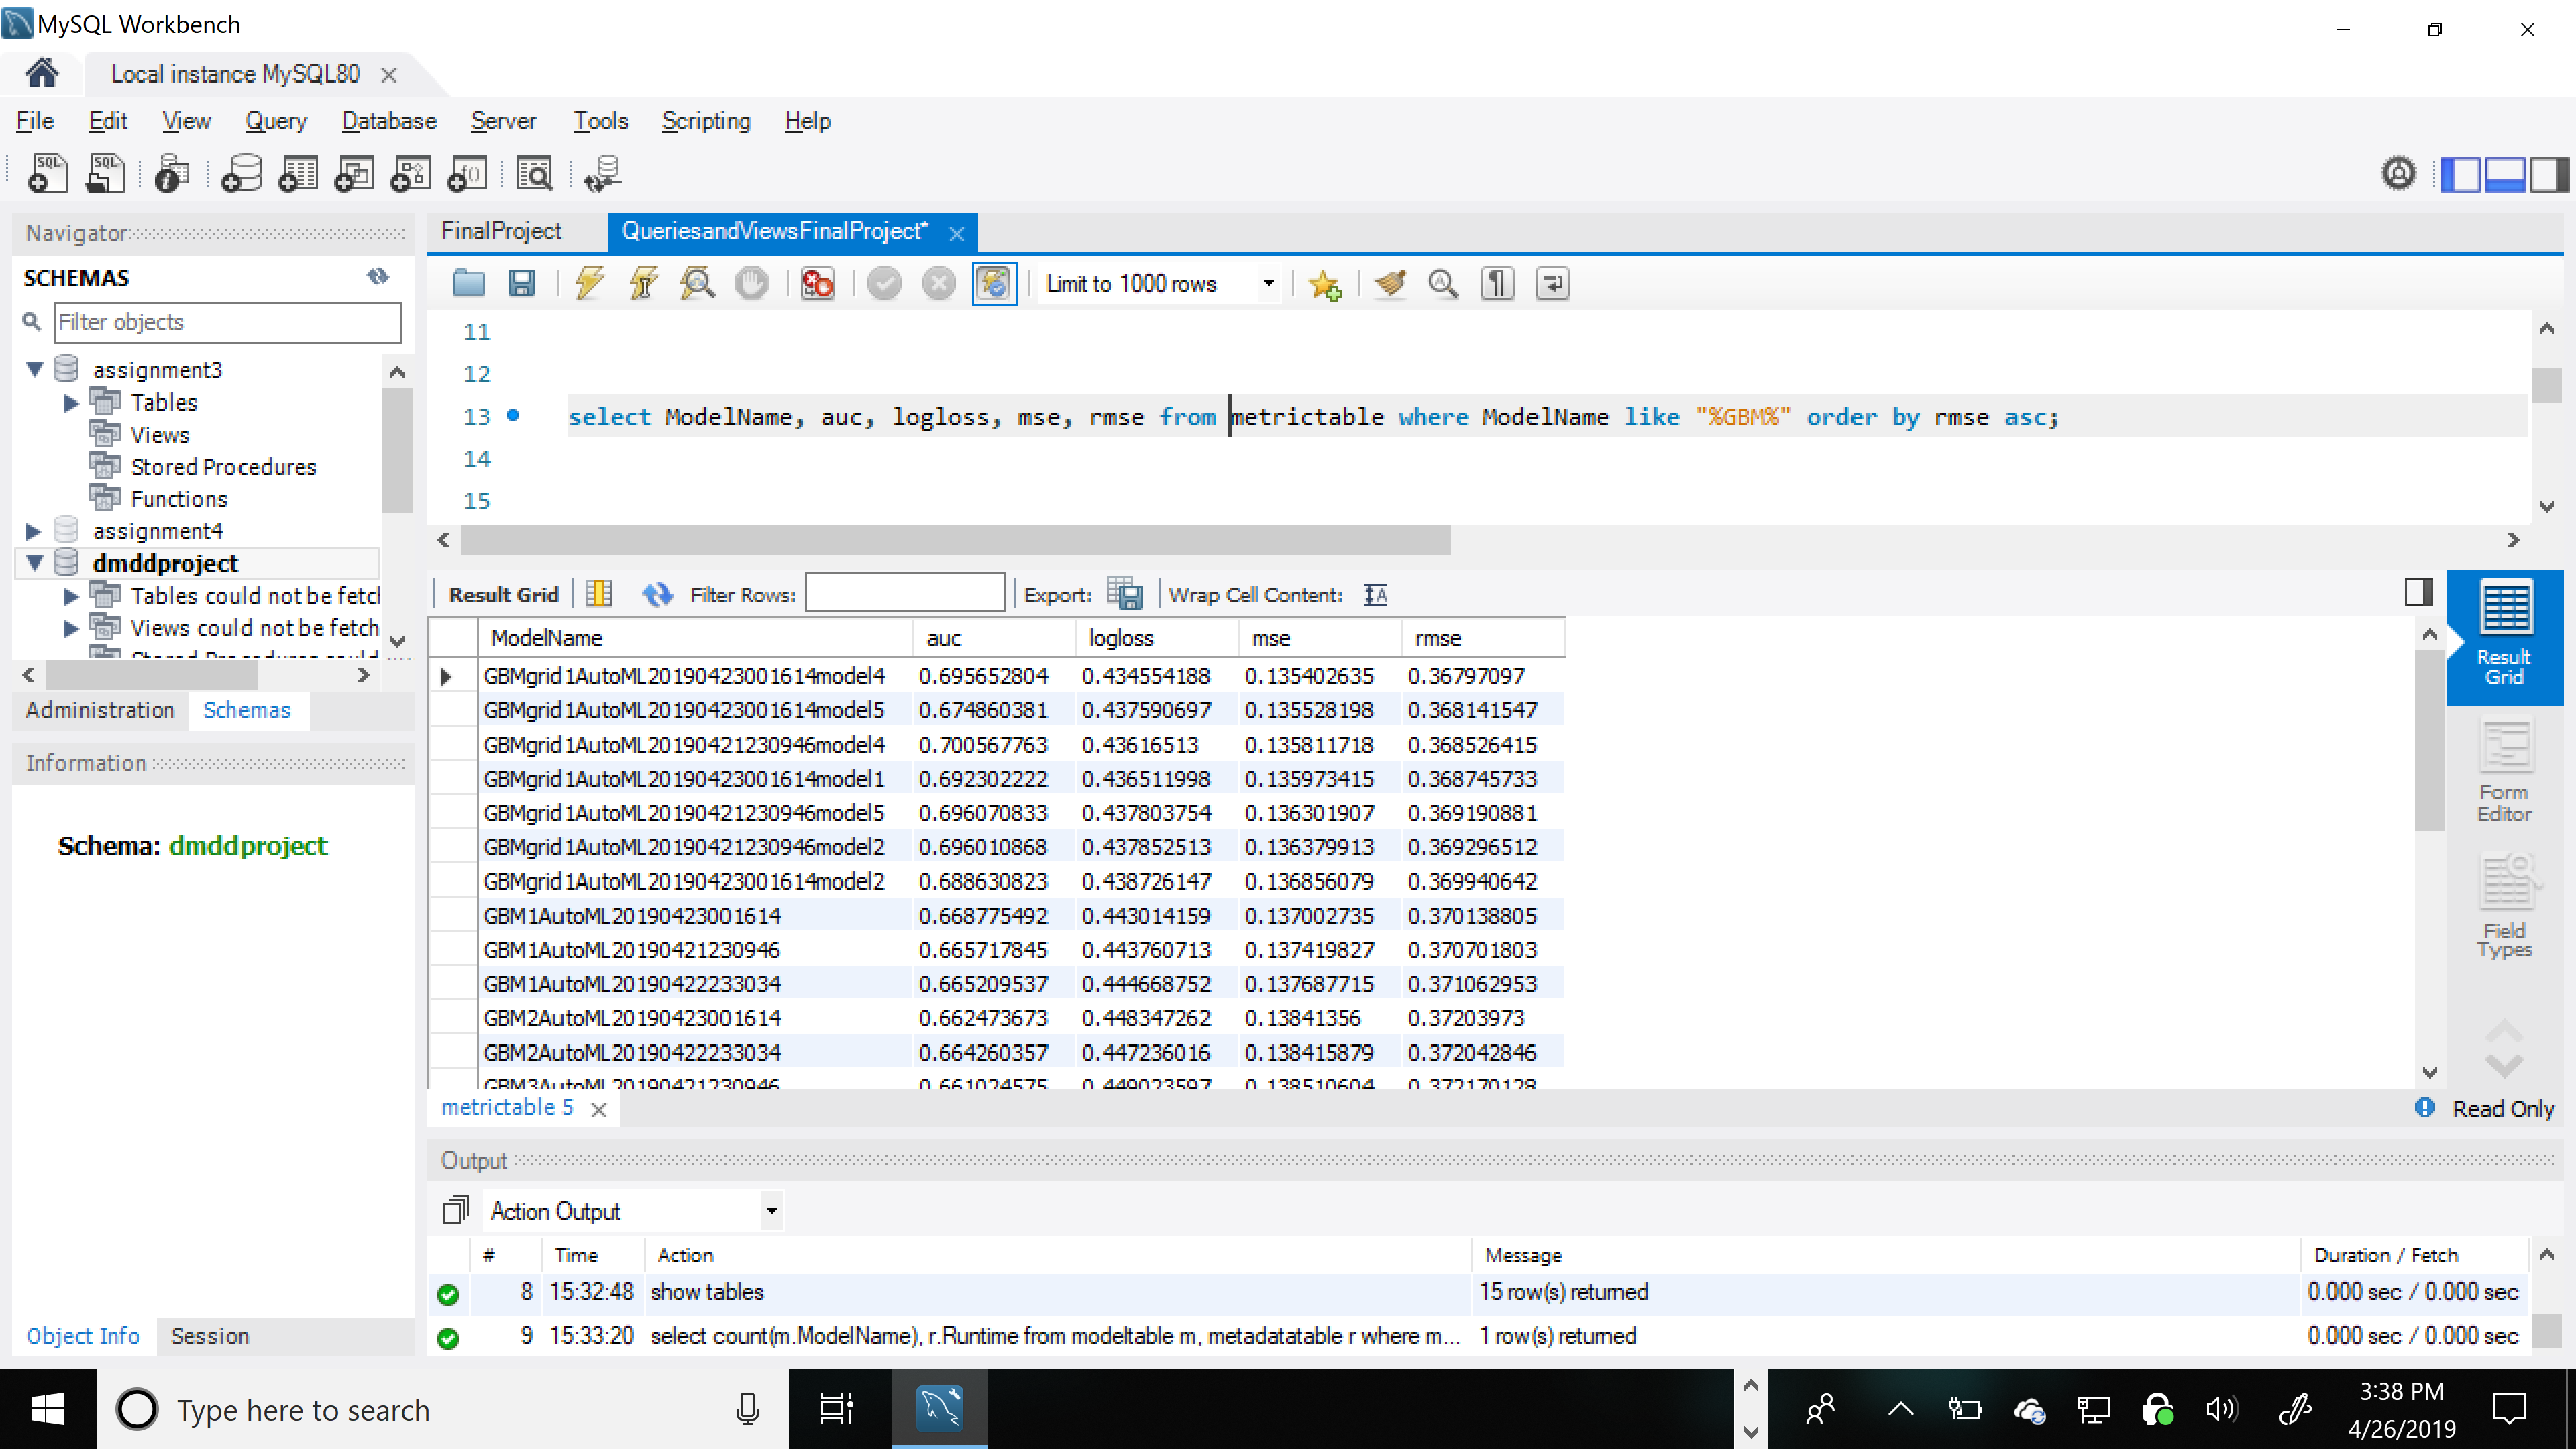 MySQL Workbench
Local instance MySQL80
File Edit View Query Database Server Tools Scripting Help
Navigator
SCHEMAS
Filter objects
assignment3
Tables
Views
Stored Procedures
Functions
assignment4
dmddproject
Tables could not be fetcl
Views could not be fetch
Administration Schemas
Information
Schema: dmddproject
Object Info Session
FinalProject QueriesandViewsFinalProject*
Limit to 1000 rows
11
12
13 select ModelName, auc, logloss, mse, rmse from metrictable where ModelName like "%GBM%" order by rmse asc;
14
15
Result Grid Filter Rows: Export: Wrap Cell Content:
ModelName auc logloss mse rmse
GBMgrid1AutoML20190423001614model4 0.695652804 0.434554188 0.135402635 0.36797097
GBMgrid1AutoML20190423001614model5 0.674860381 0.437590697 0.135528198 0.368141547
GBMgrid1AutoML20190421230946model4 0.700567763 0.43616513 0.135811718 0.368526415
GBMgrid1AutoML20190423001614model1 0.692302222 0.436511998 0.135973415 0.368745733
GBMgrid1AutoML20190421230946model5 0.696070833 0.437803754 0.136301907 0.369190881
GBMgrid1AutoML20190421230946model2 0.696010868 0.437852513 0.136379913 0.369296512
GBMgrid1AutoML20190423001614model2 0.688630823 0.438726147 0.136856079 0.369940642
GBM1AutoML20190423001614 0.668775492 0.443014159 0.137002735 0.370138805
GBM1AutoML20190421230946 0.665717845 0.443760713 0.137419827 0.370701803
GBM1AutoML20190422233034 0.665209537 0.444668752 0.137687715 0.371062953
GBM2AutoML20190423001614 0.662473673 0.448347262 0.13841356 0.37203973
GBM2AutoML20190422233034 0.664260357 0.447236016 0.138415879 0.372042846
GBM3AutoML20190421230946 0.661024575 0.449023597 0.138510604 0.372170128
Result
Grid
Form
Editor
Field
Types
metrictable 5
Read Only
Output
Action Output
# Time Action Message Duration / Fetch
8 15:32:48 show tables 15 row(s) returned 0.000 sec / 0.000 sec
9 15:33:20 select count(m.ModelName), r.Runtime from modeltable m, metadatatable r where m... 1 row(s) returned 0.000 sec / 0.000 sec
Type here to search
3:38 PM
4/26/2019